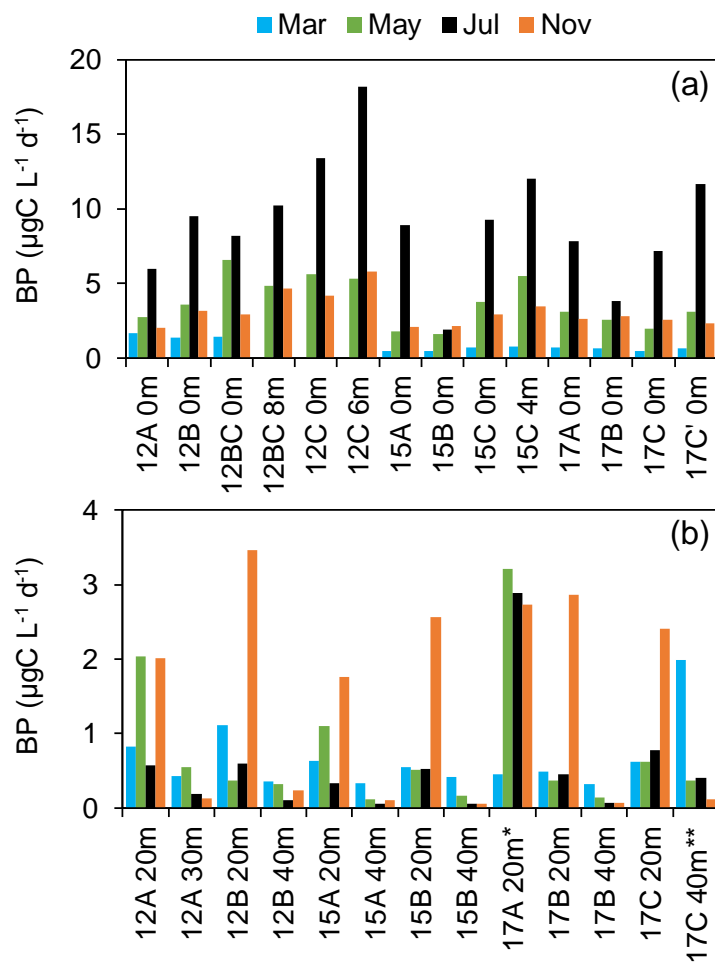 Mar May Jul Nov
(a)
BP (µgC L⁻¹ d⁻¹)
20
15
10
5
0
12A 0m
12B 0m
12BC 0m
12BC 8m
12C 0m
12C 6m
15A 0m
15B 0m
15C 0m
15C 4m
17A 0m
17B 0m
17C 0m
17C' 0m
(b)
BP (µgC L⁻¹ d⁻¹)
4
3
2
1
0
12A 20m
12A 30m
12B 20m
12B 40m
15A 20m
15A 40m
15B 20m
15B 40m
17A 20m*
17B 20m
17B 40m
17C 20m
17C 40m**